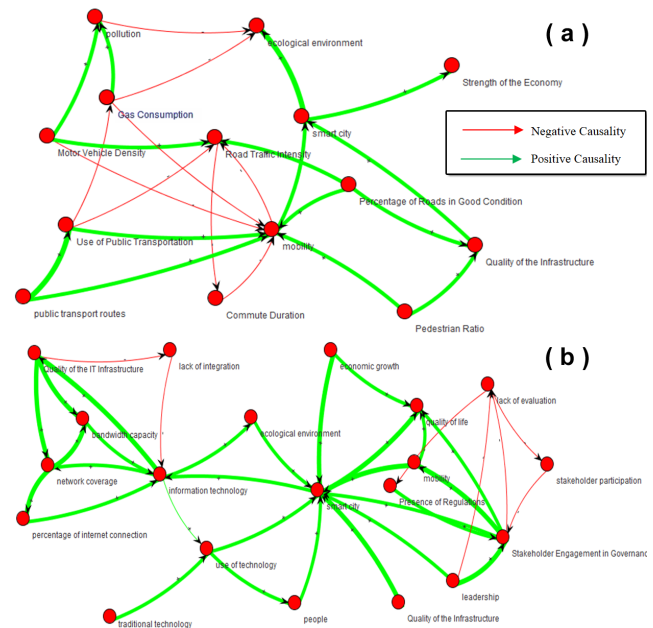 ( a )
pollution
ecological environment
Strength of the Economy
Gas Consumption
smart city
Negative Causality
Positive Causality
Motor Vehicle Density
Road Traffic Intensity
Percentage of Roads in Good Condition
Use of Public Transportation
mobility
Quality of the Infrastructure
public transport routes
Commute Duration
Pedestrian Ratio
( b )
Quality of the IT Infrastructure
lack of integration
economic growth
lack of evaluation
bandwidth capacity
ecological environment
quality of life
network coverage
information technology
mobility
stakeholder participation
Presence of Regulations
smart city
percentage of internet connection
Stakeholder Engagement in Governanc
use of technology
leadership
traditional technology
people
Quality of the Infrastructure